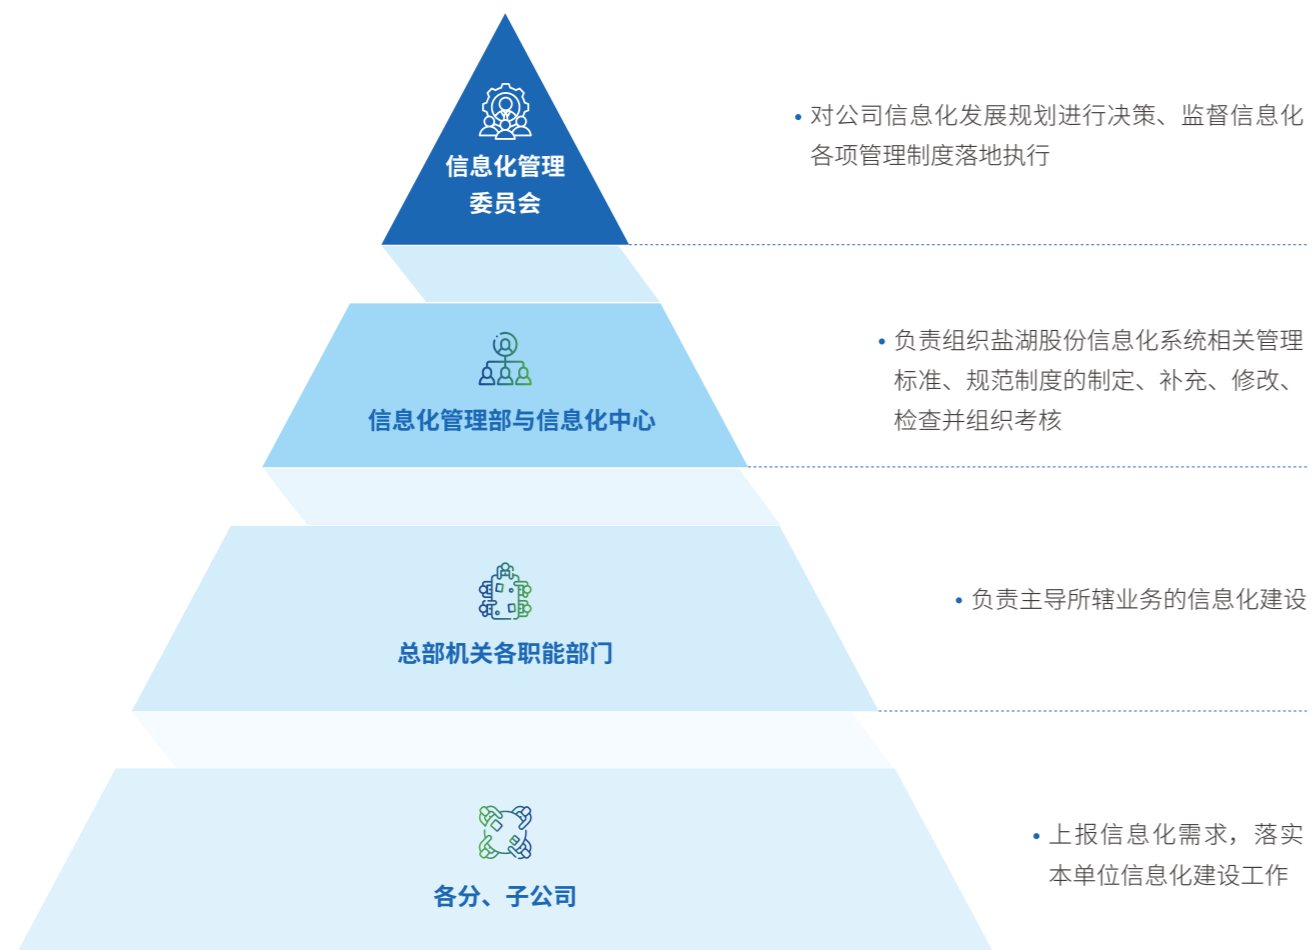 信息化管理
委员会
• 对公司信息化发展规划进行决策、监督信息化
各项管理制度落地执行
信息化管理部与信息化中心
• 负责组织盐湖股份信息化系统相关管理
标准、规范制度的制定、补充、修改、
检查并组织考核
总部机关各职能部门
• 负责主导所辖业务的信息化建设
各分、子公司
• 上报信息化需求，落实
本单位信息化建设工作